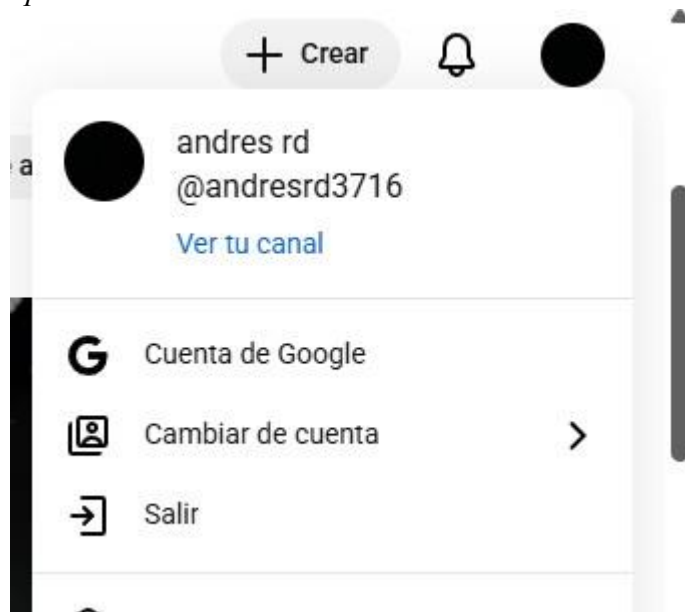 Crear
andres rd
@andresrd3716
Ver tu canal
a
Cuenta de Google
Cambiar de cuenta
Salir